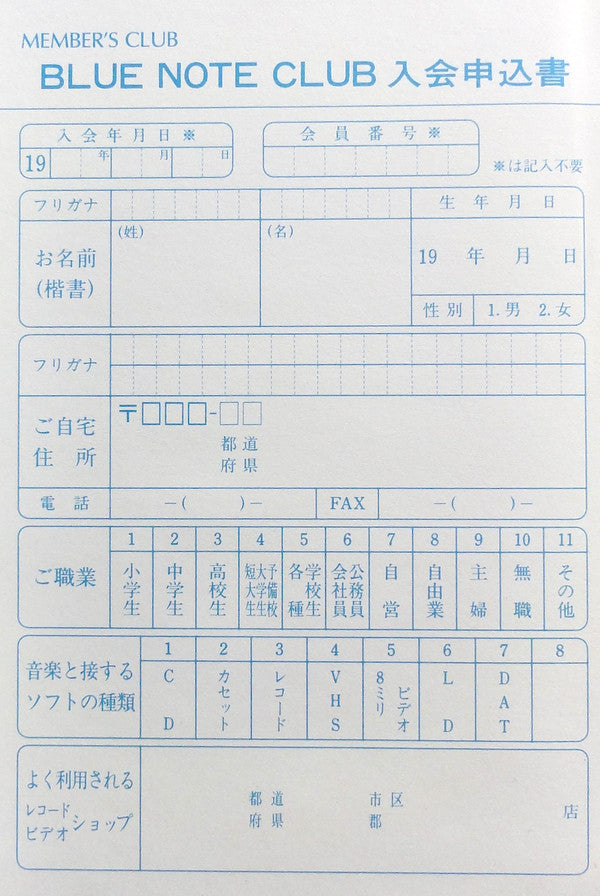 MEMBER'S CLUB
BLUE NOTE CLUB 入会申込書
入会年月日※
会員番号※
19 年 月 日
※は記入不要
フリガナ
生年月日
お名前
(楷書)
(姓)
(名)
19 年 月 日
性別 1.男 2.女
フリガナ
ご自宅
住所
〒□□□-□□
都道
府県
電話 -( )-
FAX -( )-
ご職業
1 2 3 4 5 6 7 8 9 10 11
小学生
中学生
高校生
予備校
大学生
短大生
学校生
各種
公務員
会社員
自営
自由業
主婦
無職
その他
音楽と接する
ソフトの種類
1 2 3 4 5 6 7 8
CD
カセット
レコード
VHS
8ミリ
ビデオ
LD
DAT
よく利用される
レコード
ビデオ
ショップ
都道
府県
市区
郡
店